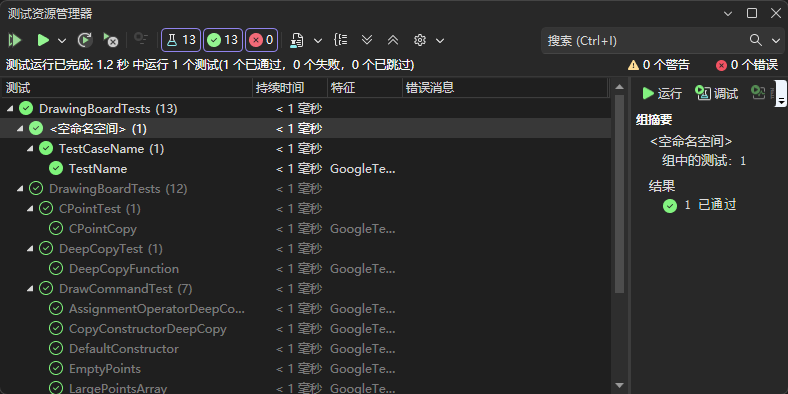 测试资源管理器
13 13 0
搜索 (Ctrl+I)
测试运行已完成: 1.2 秒 中运行 1 个测试(1 个已通过，0 个失败，0 个已跳过)
0 个警告 0 个错误
测试 持续时间 特征 错误消息
DrawingBoardTests (13) < 1 毫秒
<空命名空间> (1) < 1 毫秒
TestCaseName (1) < 1 毫秒
TestName < 1 毫秒 GoogleTe...
DrawingBoardTests (12) < 1 毫秒
CPointTest (1) < 1 毫秒
CPointCopy < 1 毫秒 GoogleTe...
DeepCopyTest (1) < 1 毫秒
DeepCopyFunction < 1 毫秒 GoogleTe...
DrawCommandTest (7) < 1 毫秒
AssignmentOperatorDeepCo... < 1 毫秒 GoogleTe...
CopyConstructorDeepCopy < 1 毫秒 GoogleTe...
DefaultConstructor < 1 毫秒 GoogleTe...
EmptyPoints < 1 毫秒 GoogleTe...
LargePointsArray < 1 毫秒 GoogleTe...
运行 调试
组摘要
<空命名空间>
组中的测试: 1
结果
1 已通过